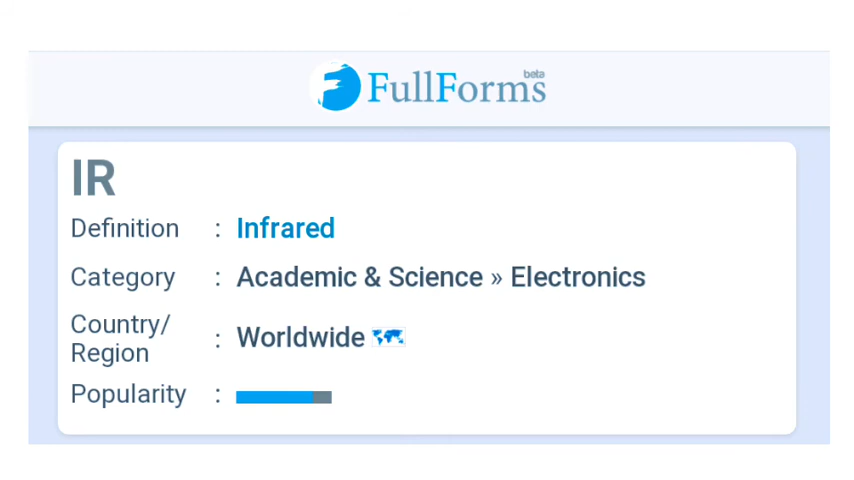 FullForms beta
IR
Definition : Infrared
Category : Academic & Science » Electronics
Country/
Region : Worldwide
Popularity :